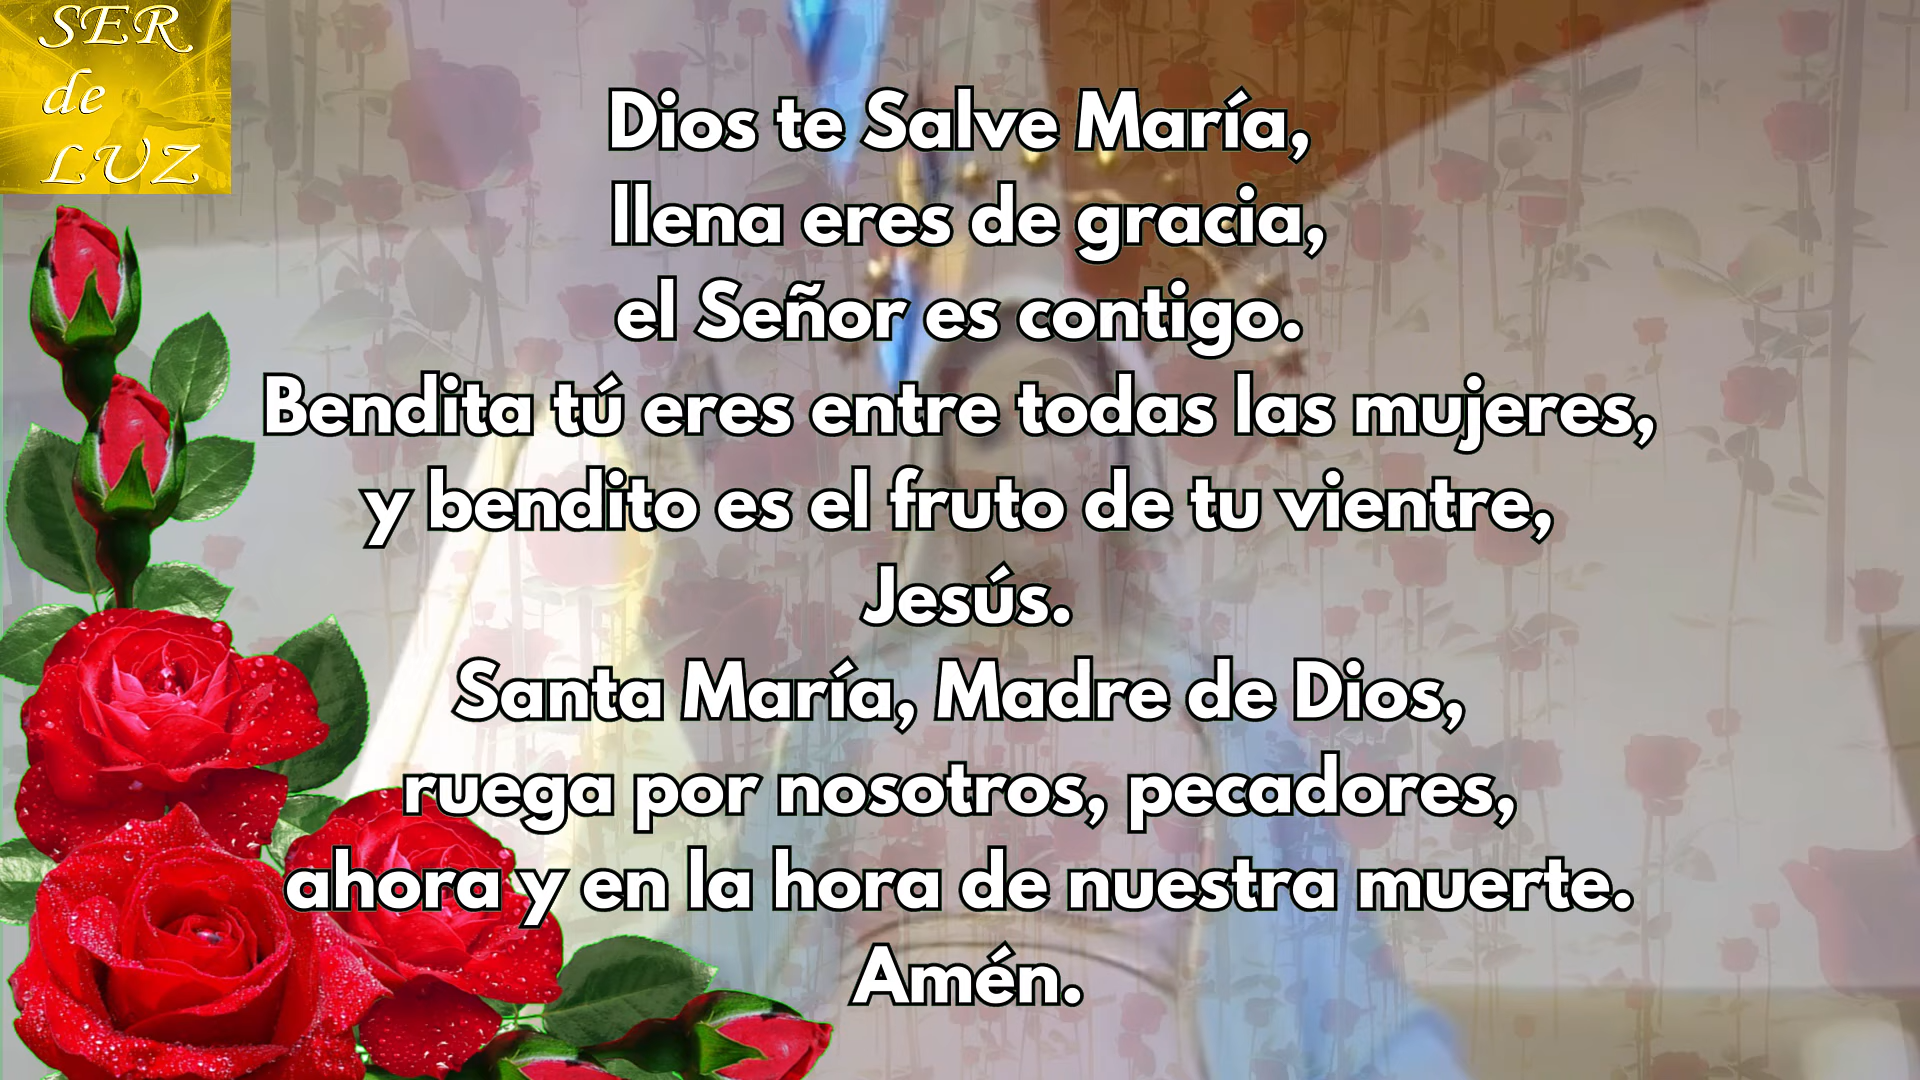 SER
de
LUZ
Dios te Salve María,
llena eres de gracia,
el Señor es contigo.
Bendita tú eres entre todas las mujeres,
y bendito es el fruto de tu vientre,
Jesús.
Santa María, Madre de Dios,
ruega por nosotros, pecadores,
ahora y en la hora de nuestra muerte.
Amén.